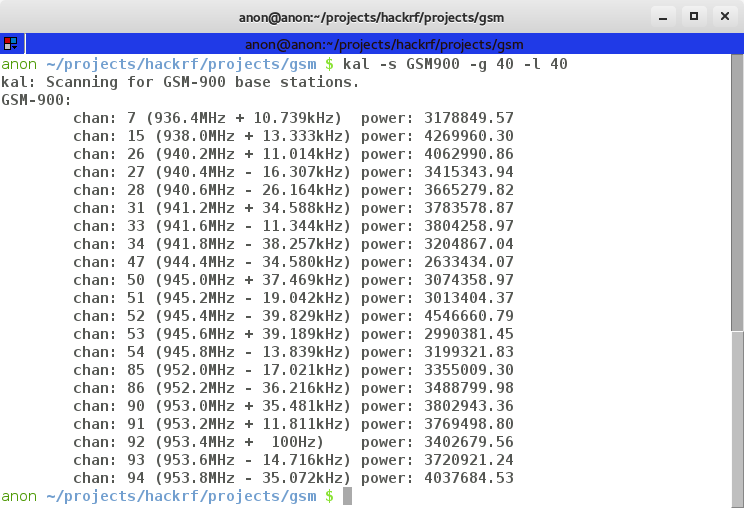 anon@anon:~/projects/hackrf/projects/gsm
anon@anon:~/projects/hackrf/projects/gsm
anon ~/projects/hackrf/projects/gsm $ kal -s GSM900 -g 40 -l 40
kal: Scanning for GSM-900 base stations.
GSM-900:
        chan: 7 (936.4MHz + 10.739kHz)  power: 3178849.57
        chan: 15 (938.0MHz + 13.333kHz) power: 4269960.30
        chan: 26 (940.2MHz + 11.014kHz) power: 4062990.86
        chan: 27 (940.4MHz - 16.307kHz) power: 3415343.94
        chan: 28 (940.6MHz - 26.164kHz) power: 3665279.82
        chan: 31 (941.2MHz + 34.588kHz) power: 3783578.87
        chan: 33 (941.6MHz - 11.344kHz) power: 3804258.97
        chan: 34 (941.8MHz - 38.257kHz) power: 3204867.04
        chan: 47 (944.4MHz - 34.580kHz) power: 2633434.07
        chan: 50 (945.0MHz + 37.469kHz) power: 3074358.97
        chan: 51 (945.2MHz - 19.042kHz) power: 3013404.37
        chan: 52 (945.4MHz - 39.829kHz) power: 4546660.79
        chan: 53 (945.6MHz + 39.189kHz) power: 2990381.45
        chan: 54 (945.8MHz - 13.839kHz) power: 3199321.83
        chan: 85 (952.0MHz - 17.021kHz) power: 3355009.30
        chan: 86 (952.2MHz - 36.216kHz) power: 3488799.98
        chan: 90 (953.0MHz + 35.481kHz) power: 3802943.36
        chan: 91 (953.2MHz + 11.811kHz) power: 3769498.80
        chan: 92 (953.4MHz +  100Hz)    power: 3402679.56
        chan: 93 (953.6MHz - 14.716kHz) power: 3720921.24
        chan: 94 (953.8MHz - 35.072kHz) power: 4037684.53
anon ~/projects/hackrf/projects/gsm $